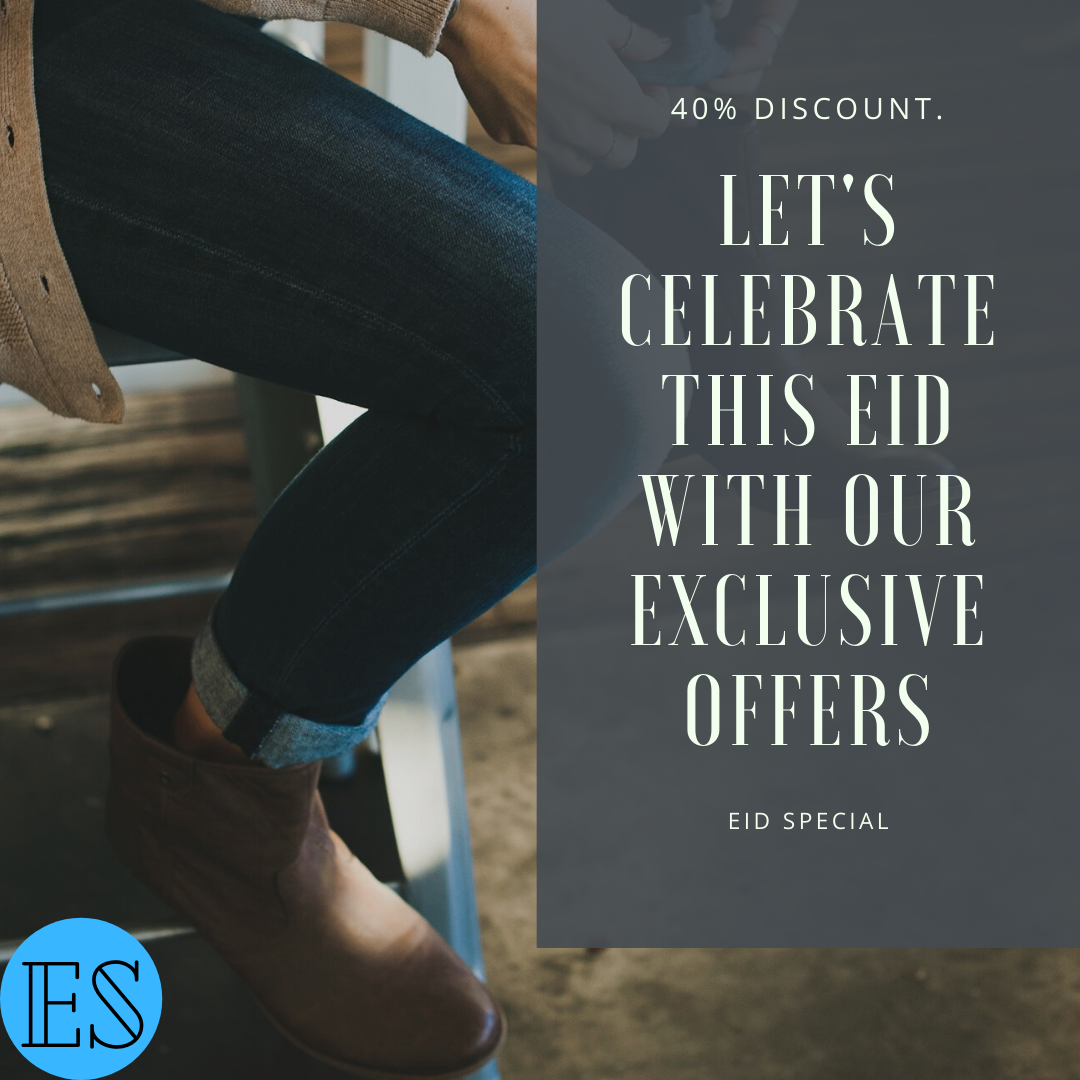 40% DISCOUNT.
LET'S
CELEBRATE
THIS EID
WITH OUR
EXCLUSIVE
OFFERS
EID SPECIAL
ES